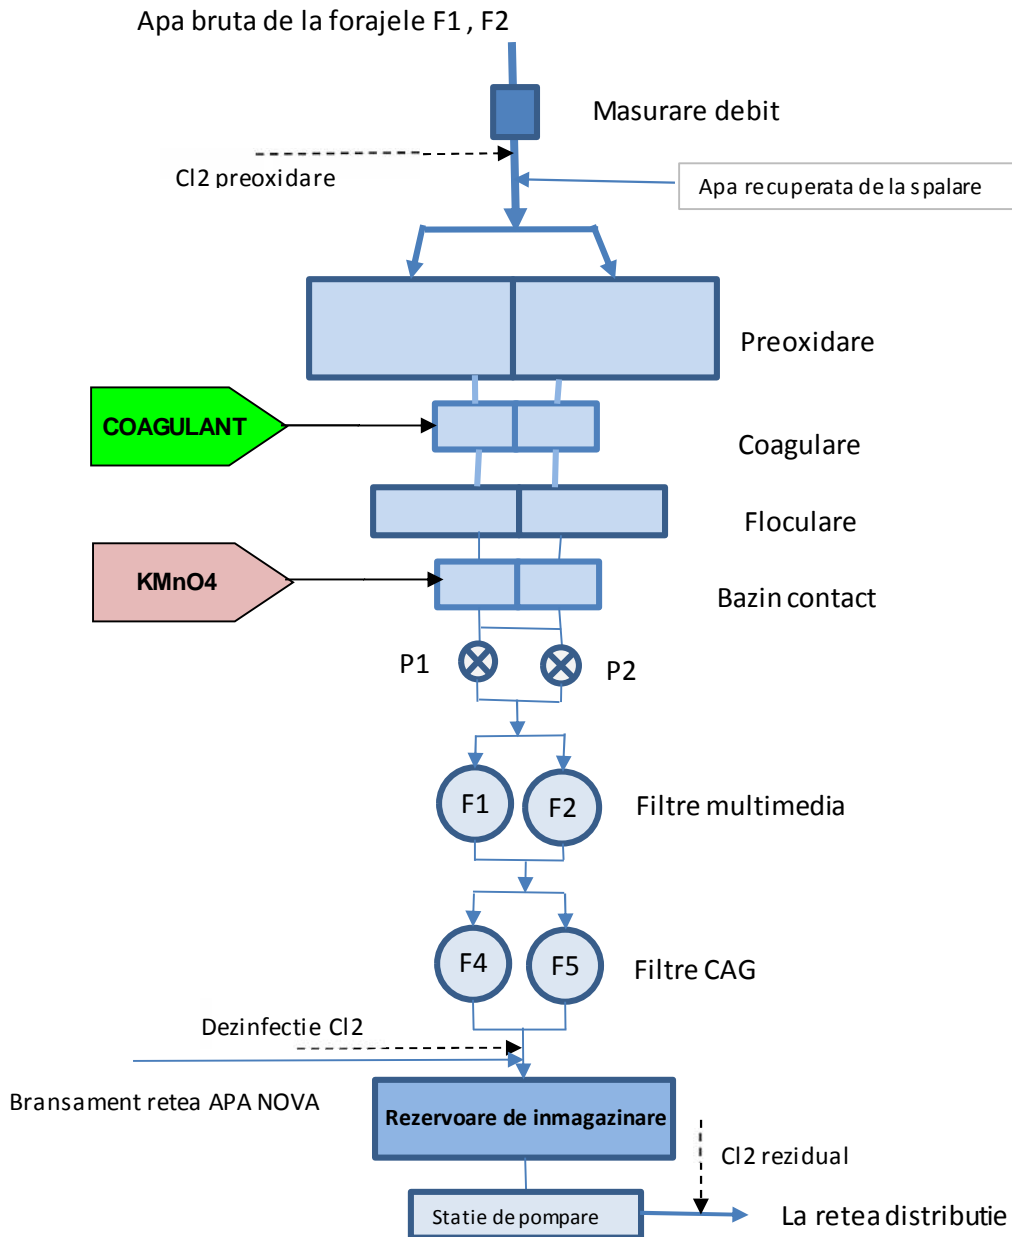 Apa bruta de la forajele F1 , F2
Masurare debit
Cl2 preoxidare
Apa recuperata de la spalare
Preoxidare
COAGULANT
Coagulare
Floculare
KMnO4
Bazin contact
P1
P2
F1
F2
Filtre multimedia
F4
F5
Filtre CAG
Dezinfectie Cl2
Bransament retea APA NOVA
Rezervoare de inmagazinare
Cl2 rezidual
Statie de pompare
La retea distributie